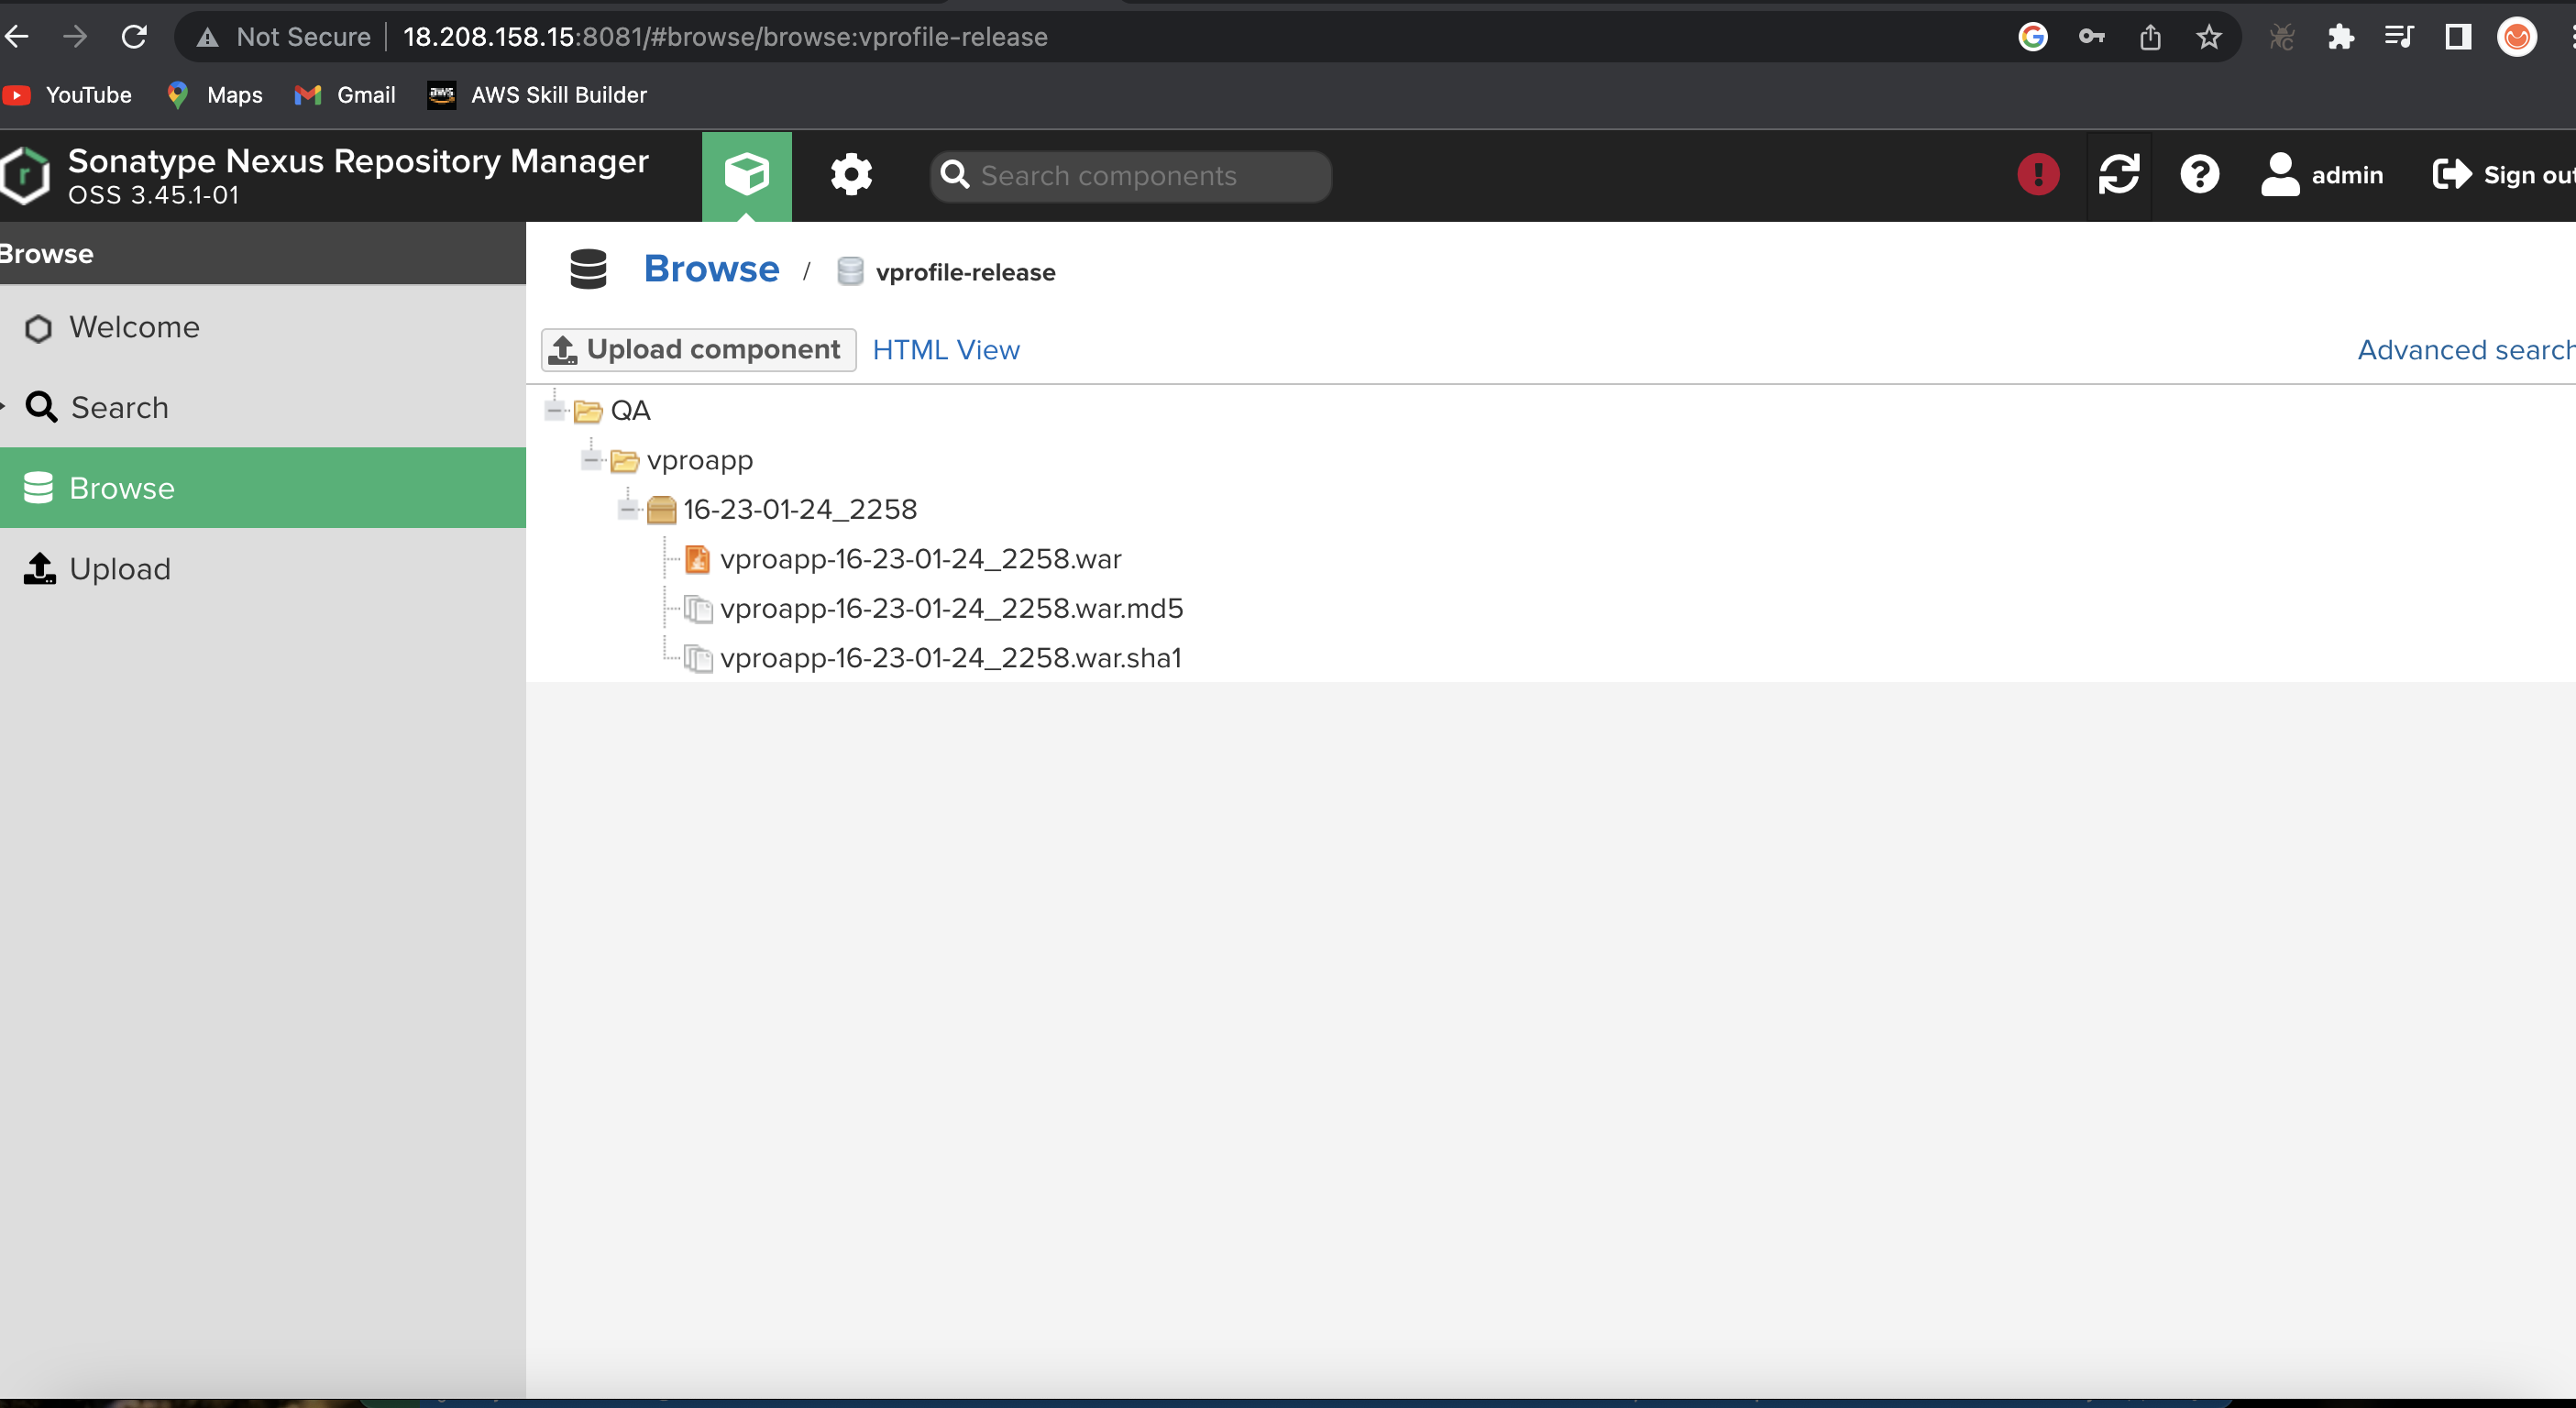 Not Secure 18.208.158.15:8081/#browse/browse:vprofile-release
YouTube Maps Gmail aws AWS Skill Builder
Sonatype Nexus Repository Manager
OSS 3.45.1-01
Search components
admin
Sign out
Browse
Welcome
Search
Browse
Upload
Browse / vprofile-release
Upload component HTML View Advanced search
QA
vproapp
16-23-01-24_2258
vproapp-16-23-01-24_2258.war
vproapp-16-23-01-24_2258.war.md5
vproapp-16-23-01-24_2258.war.sha1